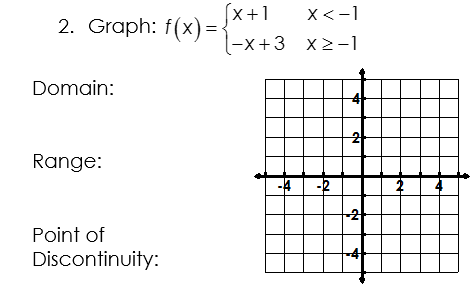 2. Graph: f(x) = { x + 1   x < -1
-x + 3   x ≥ -1
Domain:
Range:
Point of
Discontinuity:
4
2
-4 -2 2 4
-2
-4